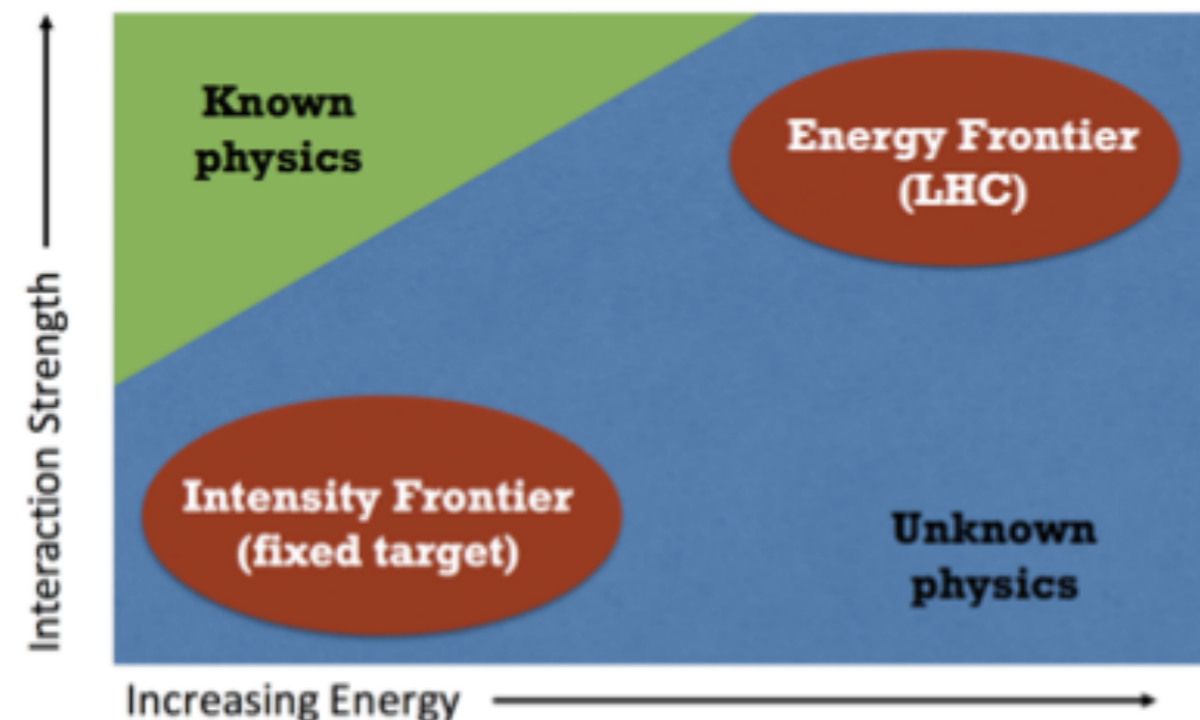 Known
physics
Energy Frontier
(LHC)
Interaction Strength
Intensity Frontier
(fixed target)
Unknown
physics
Increasing Energy